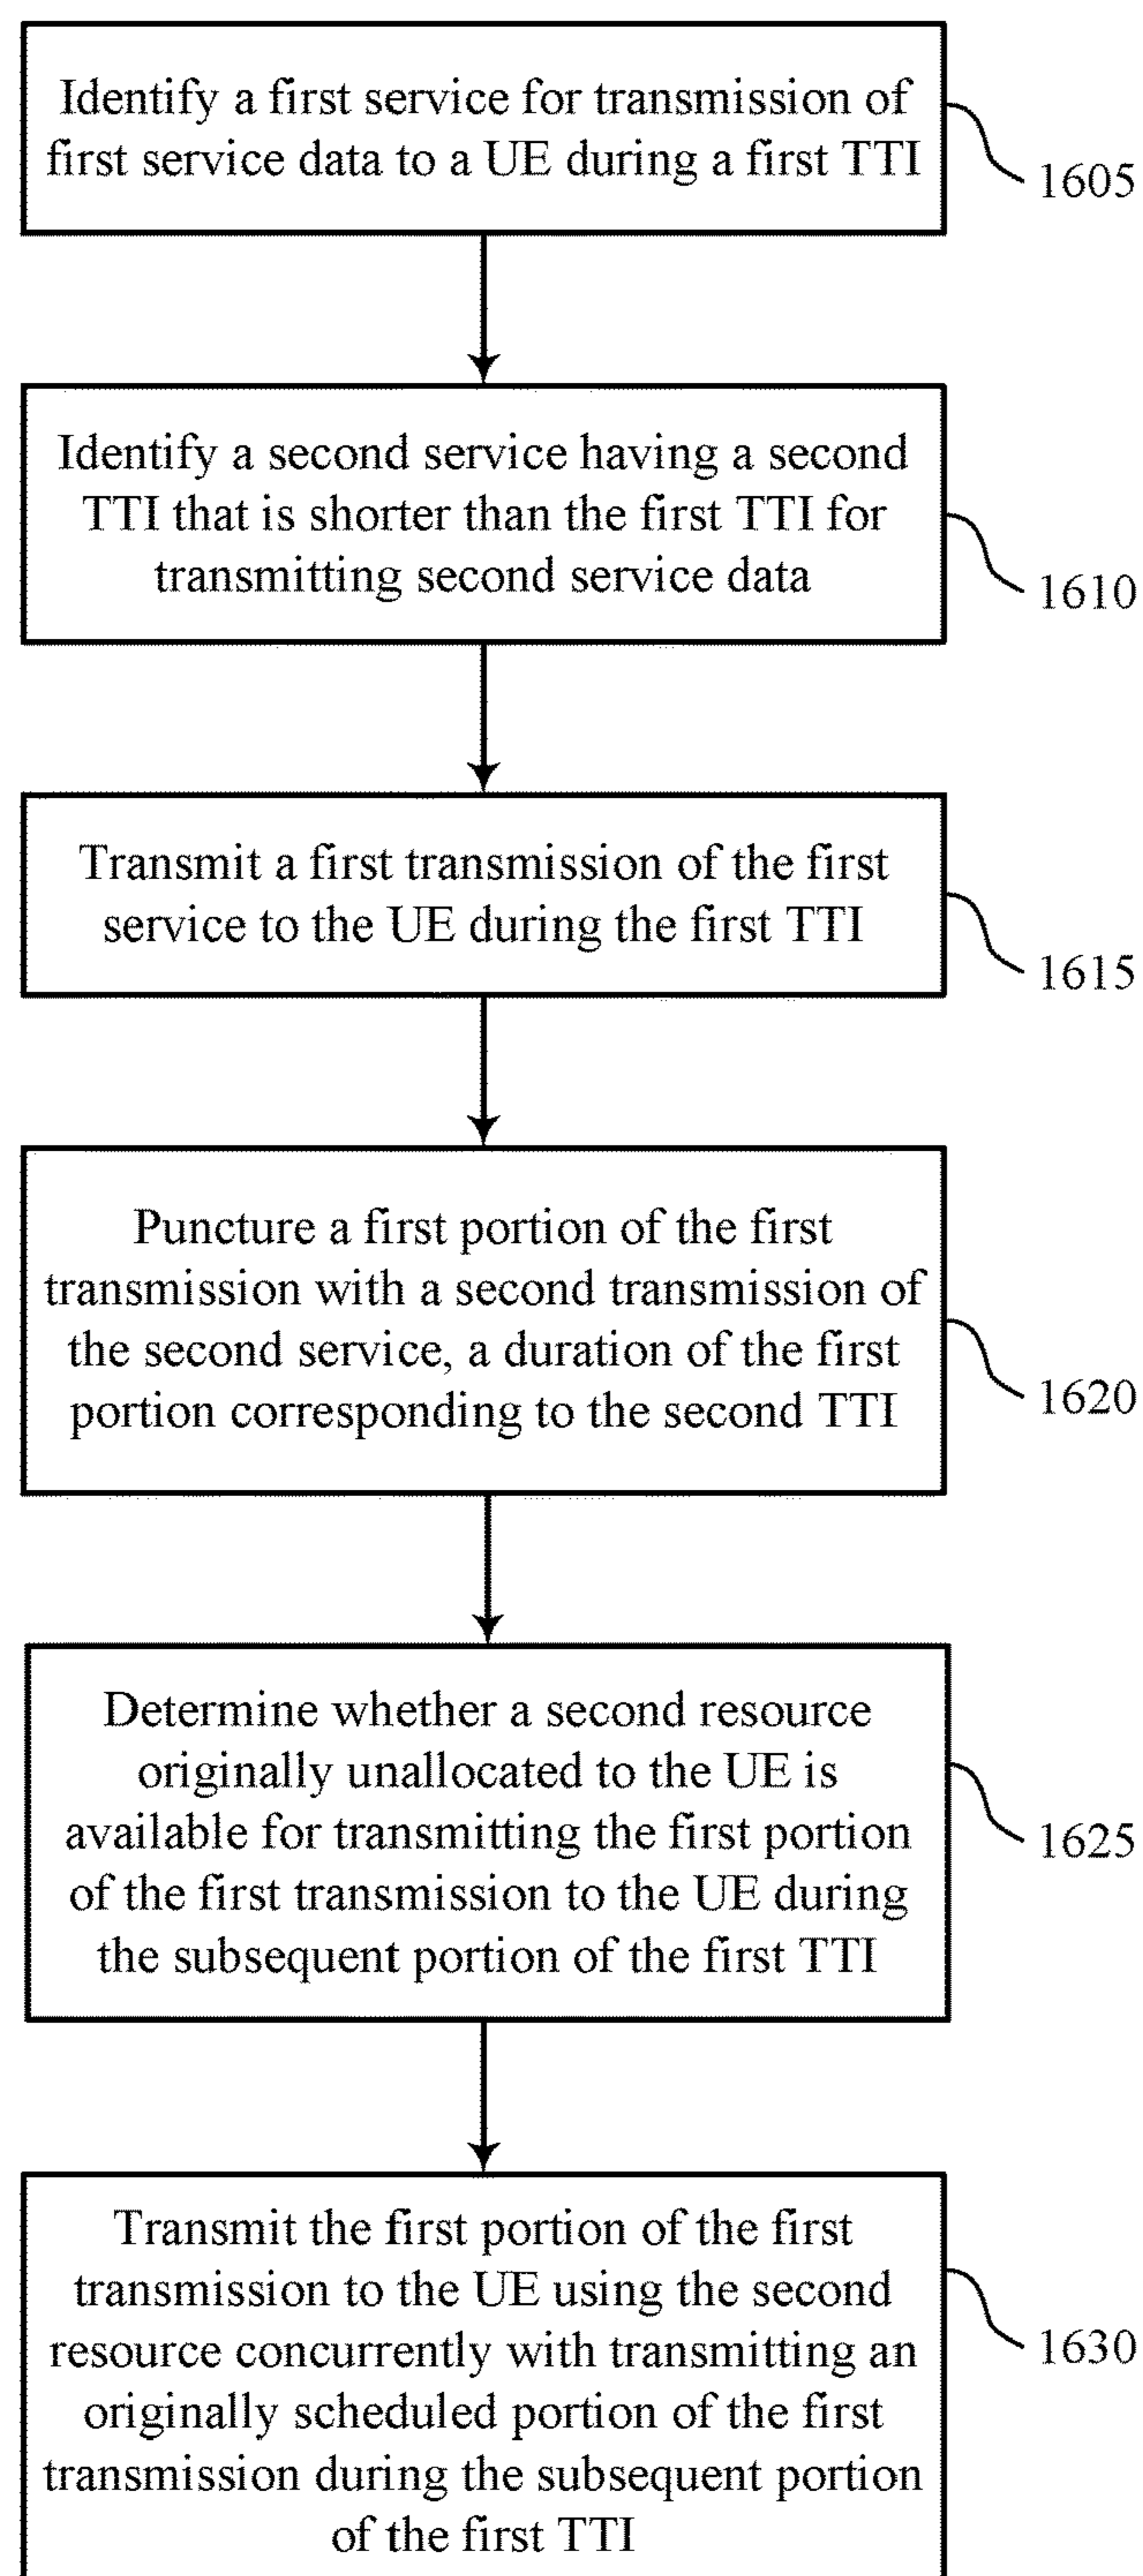 Identify a first service for transmission of
first service data to a UE during a first TTI
1605
Identify a second service having a second
TTI that is shorter than the first TTI for
transmitting second service data
1610
Transmit a first transmission of the first
service to the UE during the first TTI
1615
Puncture a first portion of the first
transmission with a second transmission of
the second service, a duration of the first
portion corresponding to the second TTI
1620
Determine whether a second resource
originally unallocated to the UE is
available for transmitting the first portion
of the first transmission to the UE during
the subsequent portion of the first TTI
1625
Transmit the first portion of the first
transmission to the UE using the second
resource concurrently with transmitting an
originally scheduled portion of the first
transmission during the subsequent portion
of the first TTI
1630